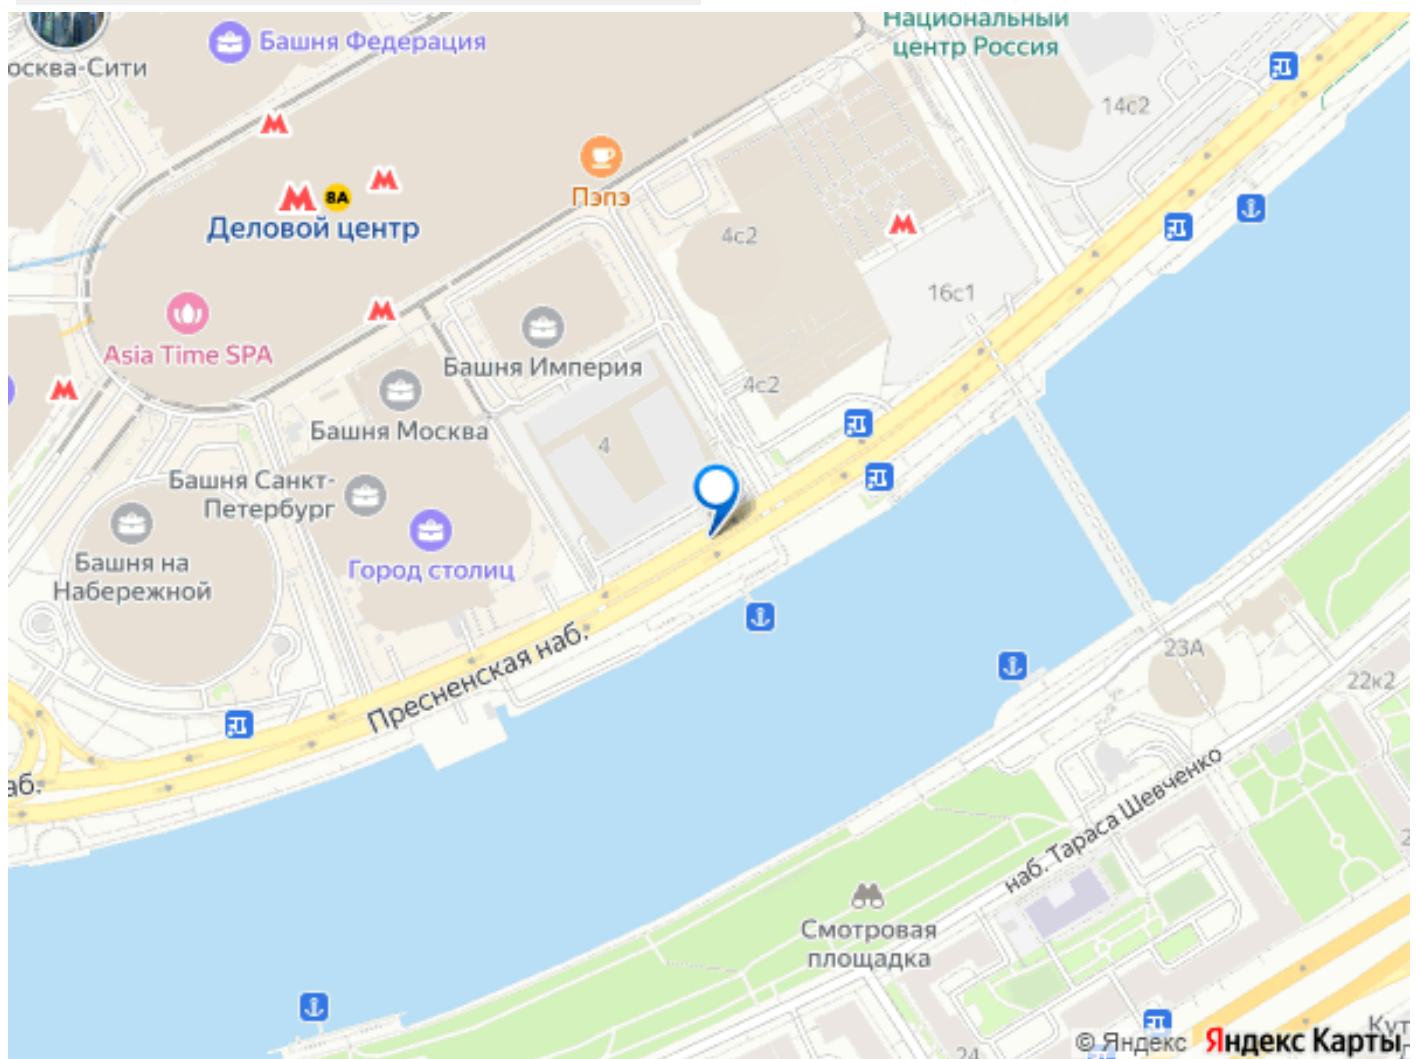 Национальный
центр Россия
Башня Федерация
осква-Сити
14с2
Пэпэ
8А
Деловой центр
4с2
16с1
Asia Time SPA
Башня Империя
4с2
Башня Москва
4
Башня Санкт-
Петербург
Башня на
Набережной
Город столиц
Пресненская наб.
23А
22к2
аб.
наб. Тараса Шевченко
Смотровая
площадка
24
Кут
© Яндекс Яндекс Карты